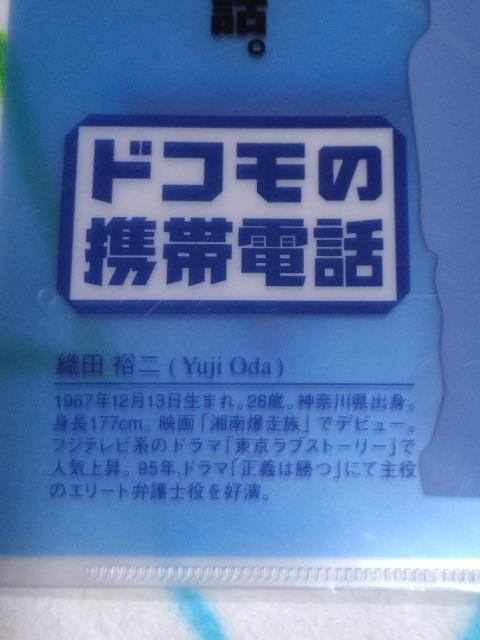 話。
ドコモの
携帯電話
織田 裕二 (Yuji Oda)
1967年12月13日生まれ。28歳。神奈川県出身。
身長177cm。映画「湘南爆走族」でデビュー。
フジテレビ系のドラマ「東京ラブストーリー」で
人気上昇。95年、ドラマ「正義は勝つ」にて主役
のエリート弁護士役を好演。